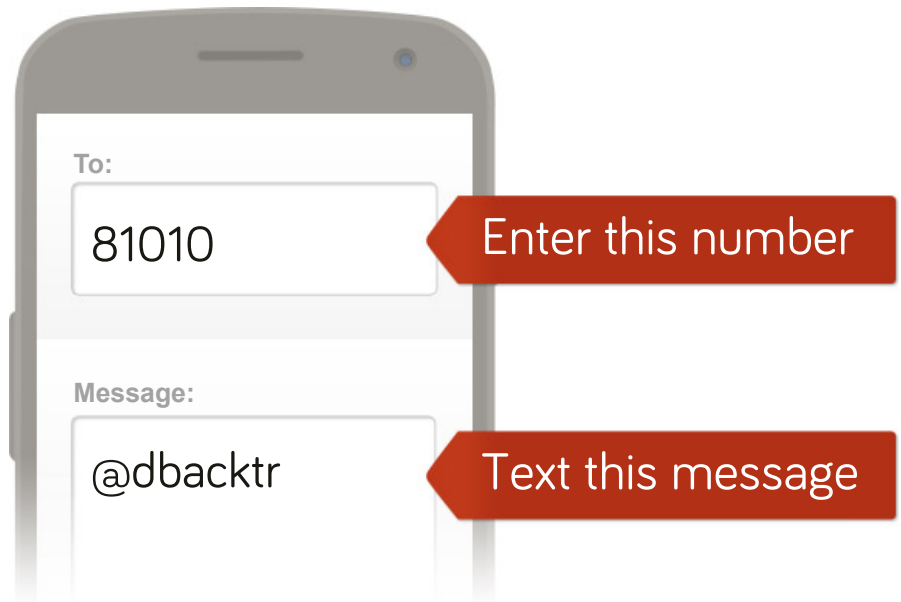 To:
81010
Enter this number
Message:
@dbacktr
Text this message